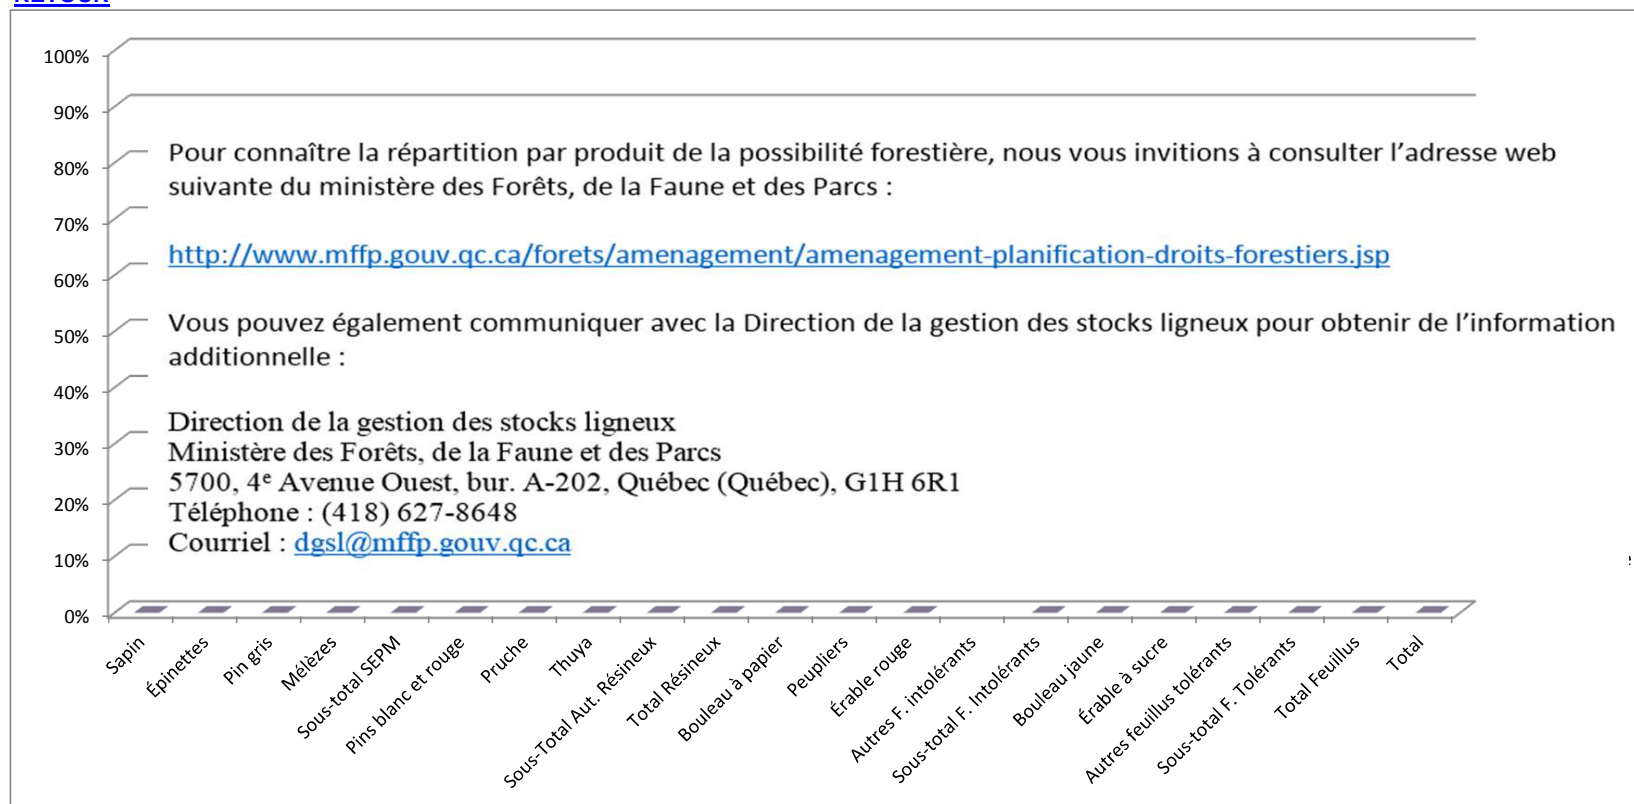 RETOUR
100%
90%
80%
70%
60%
50%
40%
30%
20%
10%
0%
Pour connaître la répartition par produit de la possibilité forestière, nous vous invitions à consulter l'adresse web
suivante du ministère des Forêts, de la Faune et des Parcs :
http://www.mffp.gouv.qc.ca/forets/amenagement/amenagement-planification-droits-forestiers.jsp
Vous pouvez également communiquer avec la Direction de la gestion des stocks ligneux pour obtenir de l'information
additionnelle :
Direction de la gestion des stocks ligneux
Ministère des Forêts, de la Faune et des Parcs
5700, 4e Avenue Ouest, bur. A-202, Québec (Québec), G1H 6R1
Téléphone : (418) 627-8648
Courriel : dgsl@mffp.gouv.qc.ca
Sapin
Épinettes
Pin gris
Mélèzes
Sous-total SEPM
Pins blanc et rouge
Pruche
Thuya
Sous-Total Aut. Résineux
Total Résineux
Bouleau à papier
Peupliers
Érable rouge
Autres F. intolérants
Sous-total F. Intolérants
Bouleau jaune
Érable à sucre
Autres feuillus tolérants
Sous-total F. Tolérants
Total Feuillus
Total